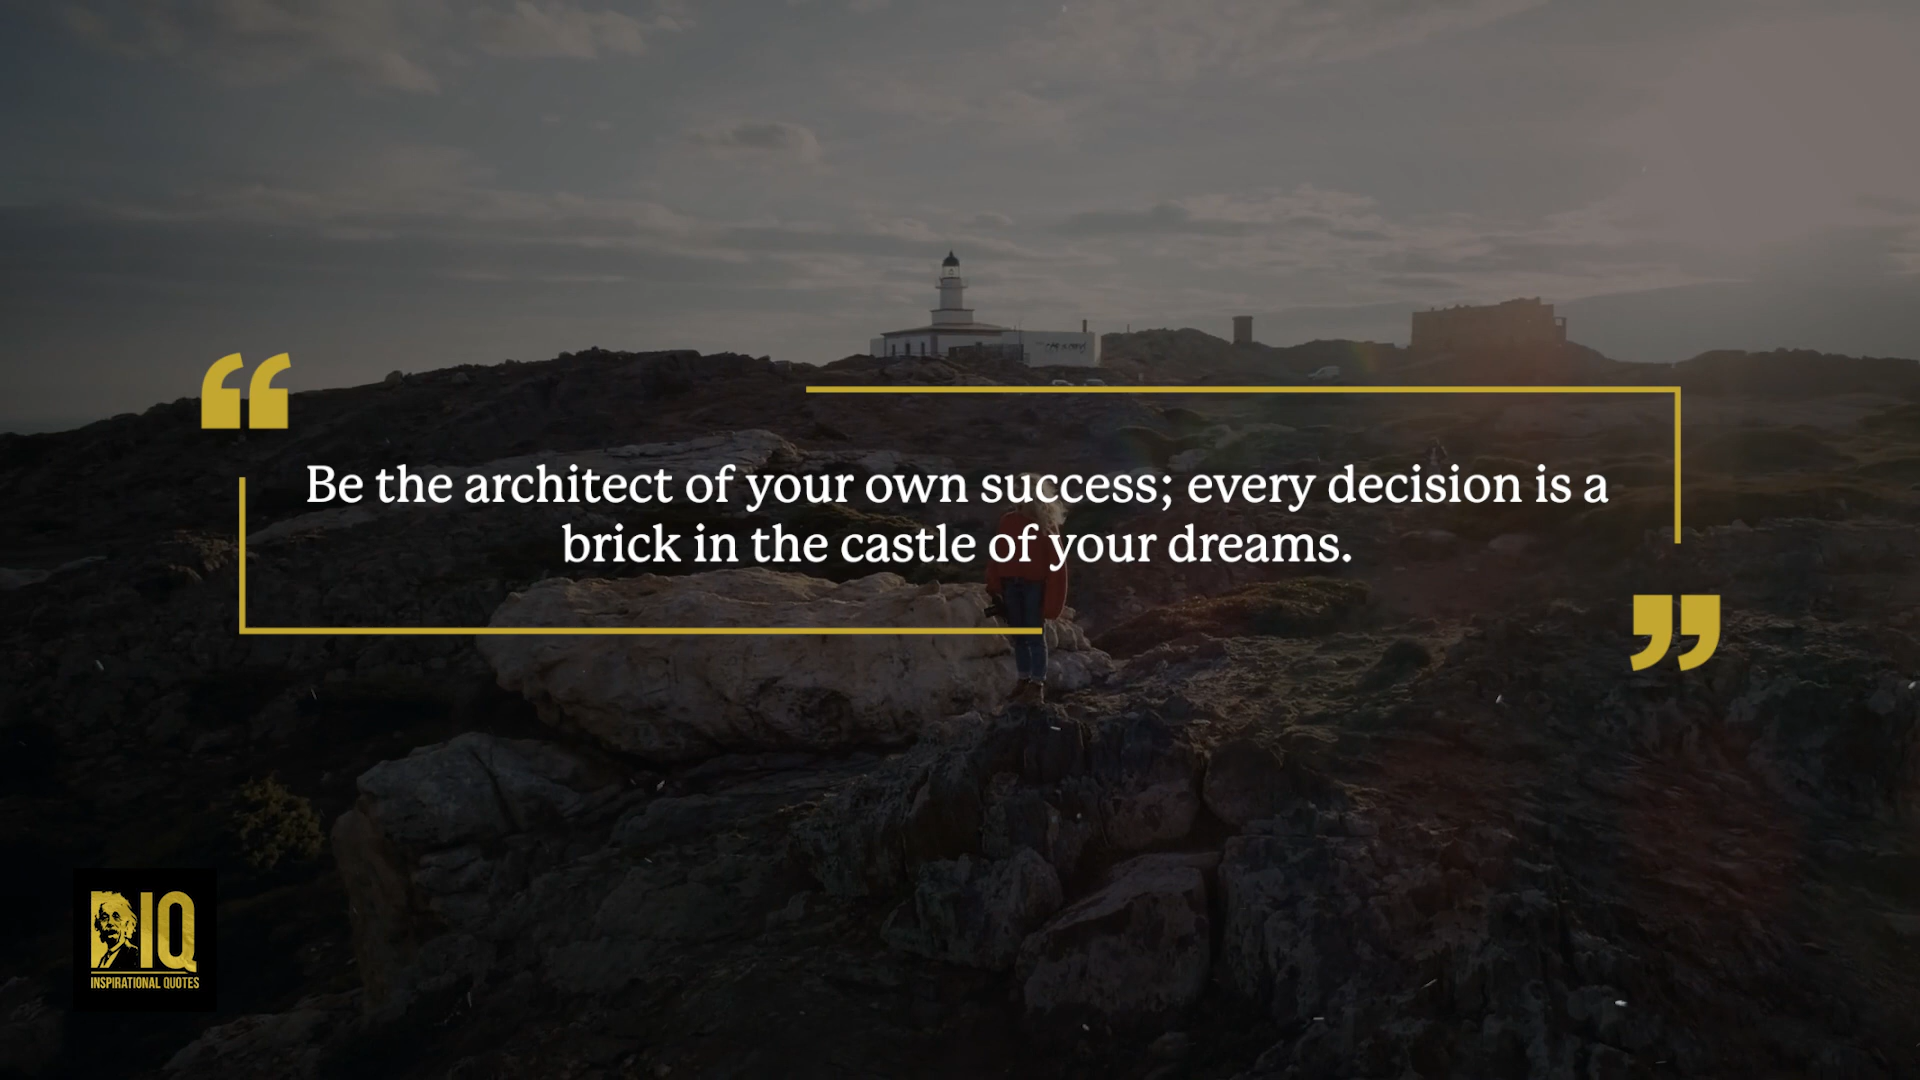 “
Be the architect of your own success; every decision is a
brick in the castle of your dreams.
”
IQ
INSPIRATIONAL QUOTES